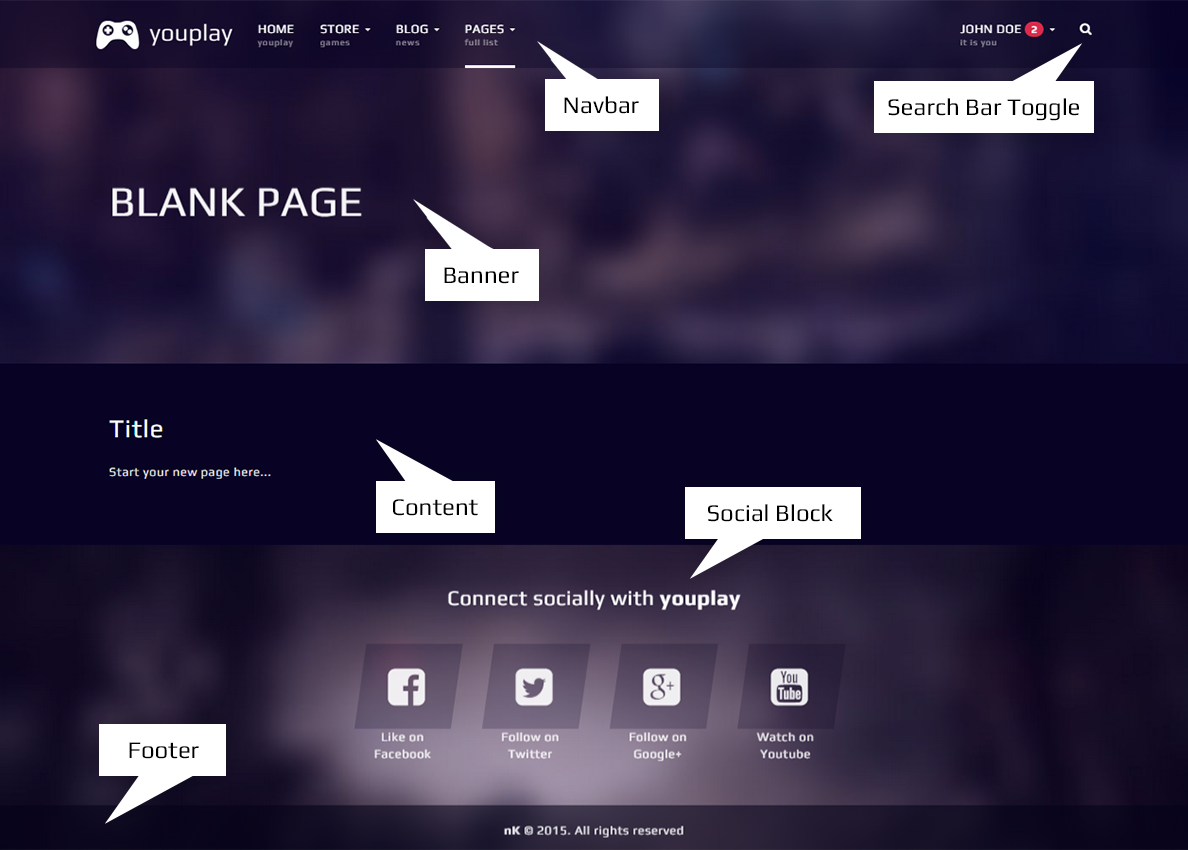 youplay
HOME
youplay
STORE
games
BLOG
news
PAGES
full list
JOHN DOE 2
It is you
Navbar
Search Bar Toggle
BLANK PAGE
Banner
Title
Start your new page here...
Content
Social Block
Connect socially with youplay
g+
You
Tube
Like on
Facebook
Follow on
Twitter
Follow on
Google+
Watch on
Youtube
Footer
nK © 2015. All rights reserved